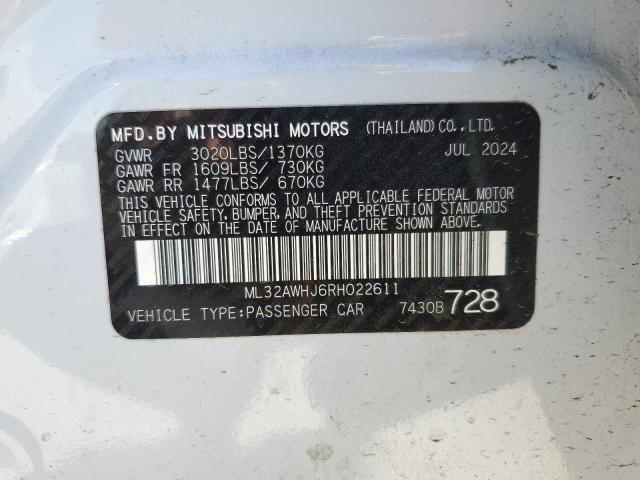 MFD.BY MITSUBISHI MOTORS (THAILAND) CO., LTD.
GVWR 3020LBS/1370KG JUL 2024
GAWR FR 1609LBS/ 730KG
GAWR RR 1477LBS/ 670KG
THIS VEHICLE CONFORMS TO ALL APPLICABLE FEDERAL MOTOR
VEHICLE SAFETY, BUMPER, AND THEFT PREVENTION STANDARDS
IN EFFECT ON THE DATE OF MANUFACTURE SHOWN ABOVE.
ML32AWHJ6RH022611
VEHICLE TYPE:PASSENGER CAR 7430B 728